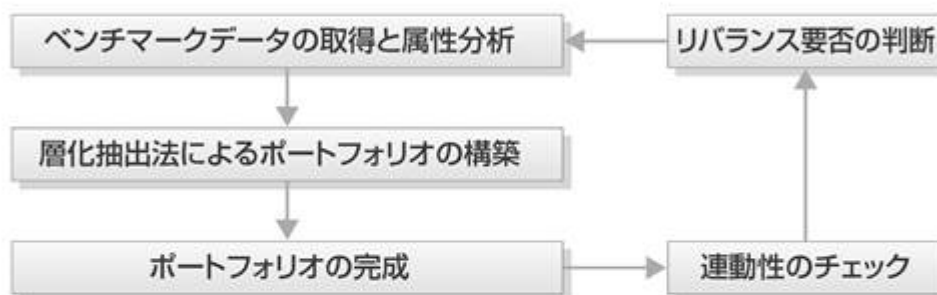 ベンチマークデータの取得と属性分析
リバランス要否の判断
層化抽出法によるポートフォリオの構築
ポートフォリオの完成
連動性のチェック